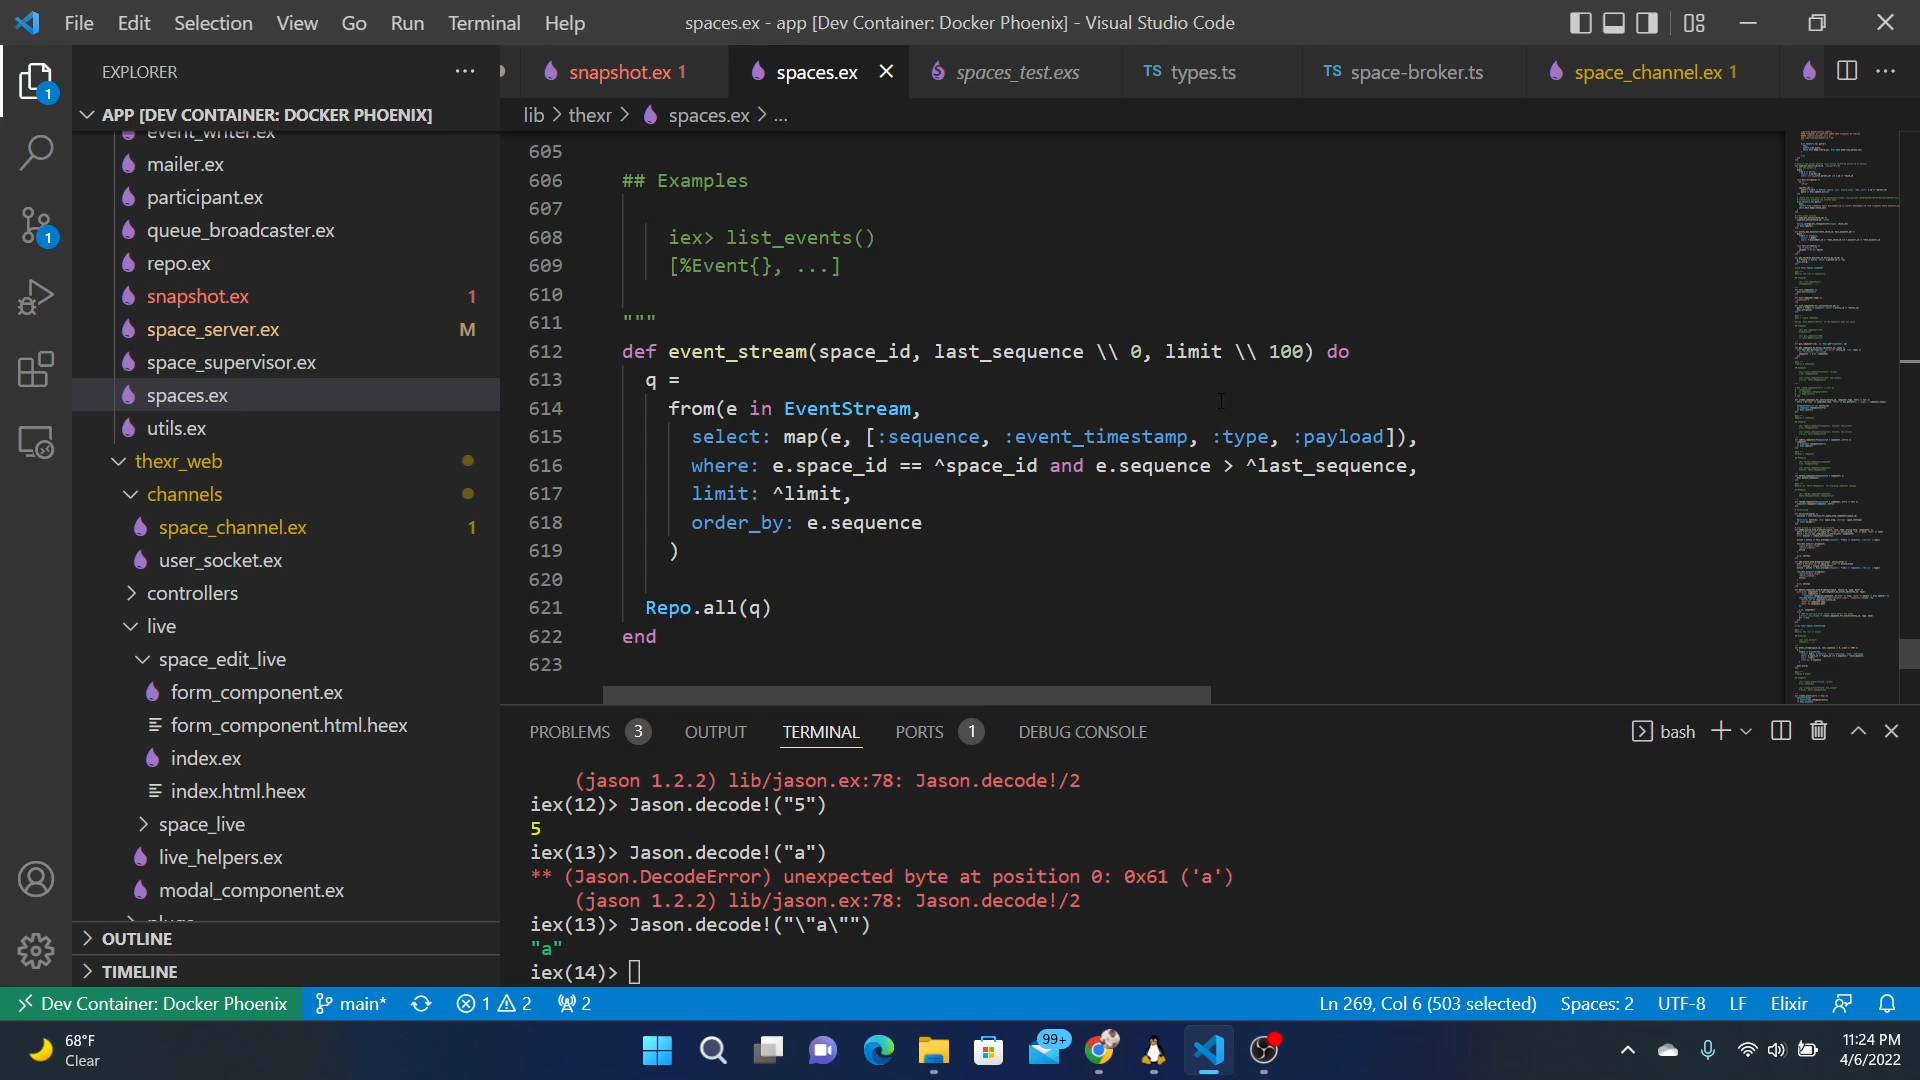 File Edit Selection View Go Run Terminal Help
spaces.ex - app [Dev Container: Docker Phoenix] - Visual Studio Code
EXPLORER
snapshot.ex 1
spaces.ex
spaces_test.exs
TS types.ts
TS space-broker.ts
space_channel.ex 1
APP [DEV CONTAINER: DOCKER PHOENIX]
lib > thexr > spaces.ex > ...
event_writer.ex
mailer.ex
participant.ex
queue_broadcaster.ex
repo.ex
snapshot.ex 1
space_server.ex M
space_supervisor.ex
spaces.ex
utils.ex
thexr_web
channels
space_channel.ex 1
user_socket.ex
controllers
live
space_edit_live
form_component.ex
form_component.html.heex
index.ex
index.html.heex
space_live
live_helpers.ex
modal_component.ex
OUTLINE
TIMELINE
605
606 ## Examples
607
608 iex> list_events()
609 [%Event{}, ...]
610
611 """
612 def event_stream(space_id, last_sequence \\ 0, limit \\ 100) do
613 q =
614 from(e in EventStream,
615 select: map(e, [:sequence, :event_timestamp, :type, :payload]),
616 where: e.space_id == ^space_id and e.sequence > ^last_sequence,
617 limit: ^limit,
618 order_by: e.sequence
619 )
620
621 Repo.all(q)
622 end
623
PROBLEMS 3 OUTPUT TERMINAL PORTS 1 DEBUG CONSOLE
bash
(jason 1.2.2) lib/jason.ex:78: Jason.decode!/2
iex(12)> Jason.decode!("5")
5
iex(13)> Jason.decode!("a")
** (Jason.DecodeError) unexpected byte at position 0: 0x61 ('a')
(jason 1.2.2) lib/jason.ex:78: Jason.decode!/2
iex(13)> Jason.decode!("\"a\"")
"a"
iex(14)>
1
1
Dev Container: Docker Phoenix main* 1 2 2
Ln 269, Col 6 (503 selected) Spaces: 2 UTF-8 LF Elixir
68°F
Clear
99+
11:24 PM
4/6/2022